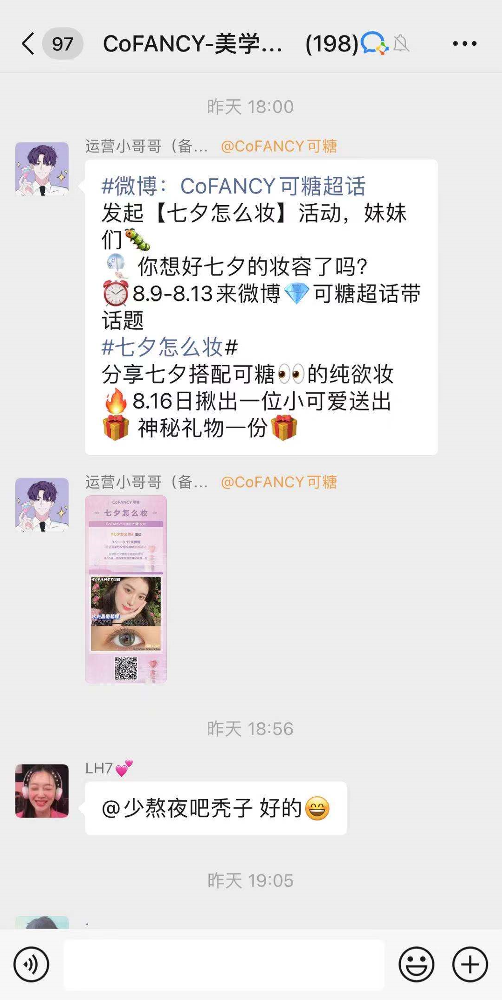 97
CoFANCY-美学... (198)
昨天 18:00
运营小哥哥（备... @CoFANCY可糖
#微博：CoFANCY可糖超话
发起【七夕怎么妆】活动，妹妹
们🐛
🎐 你想好七夕的妆容了吗？
⏰8.9-8.13来微博💎可糖超话带
话题
#七夕怎么妆#
分享七夕搭配可糖👀的纯欲妆
🔥8.16日揪出一位小可爱送出
🎁 神秘礼物一份🎁
运营小哥哥（备... @CoFANCY可糖
CoFANCY可糖
— 七夕怎么妆 —
#七夕怎么妆# 活动
8.9—8.13来微博
CoFANCY可糖
水光黑葡萄瞳
昨天 18:56
LH7💕
@少熬夜吧秃子 好的😄
昨天 19:05
.